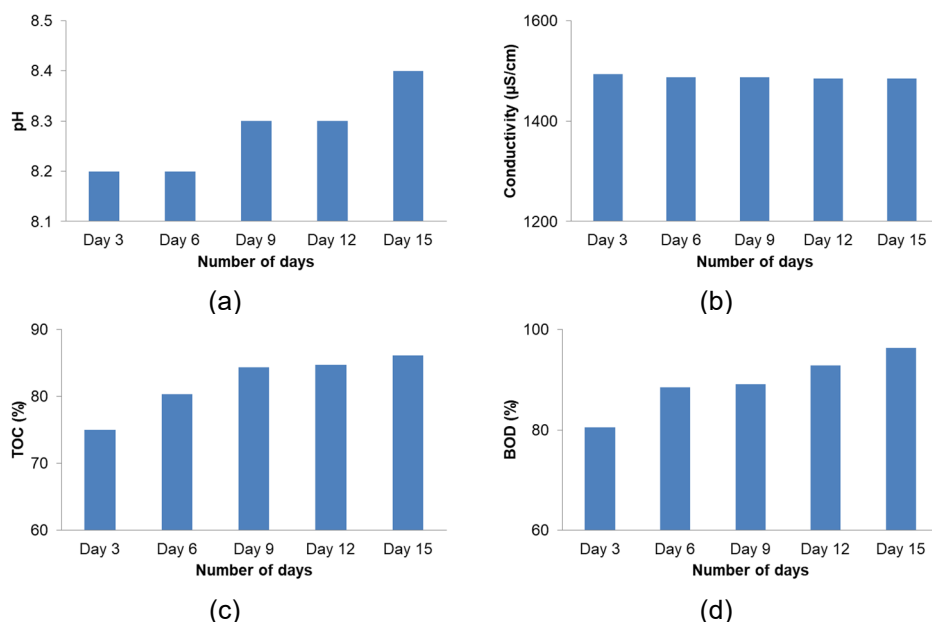 8.5
8.4
8.3
8.2
8.1
pH
Day 3 Day 6 Day 9 Day 12 Day 15
Number of days
(a)
1600
1400
1200
Conductivity (µS/cm)
Day 3 Day 6 Day 9 Day 12 Day 15
Number of days
(b)
90
80
70
60
TOC (%)
Day 3 Day 6 Day 9 Day 12 Day 15
Number of days
(c)
100
80
60
BOD (%)
Day 3 Day 6 Day 9 Day 12 Day 15
Number of days
(d)